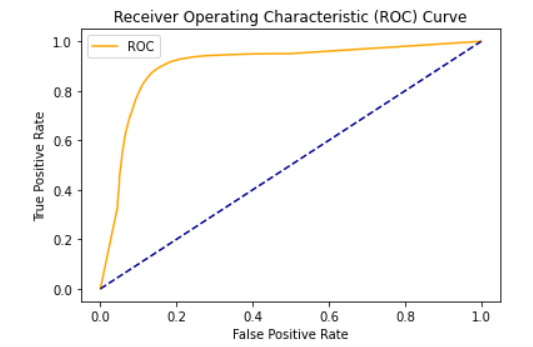 Receiver Operating Characteristic (ROC) Curve
ROC
1.0
0.8
0.6
0.4
0.2
0.0
True Positive Rate
0.0 0.2 0.4 0.6 0.8 1.0
False Positive Rate